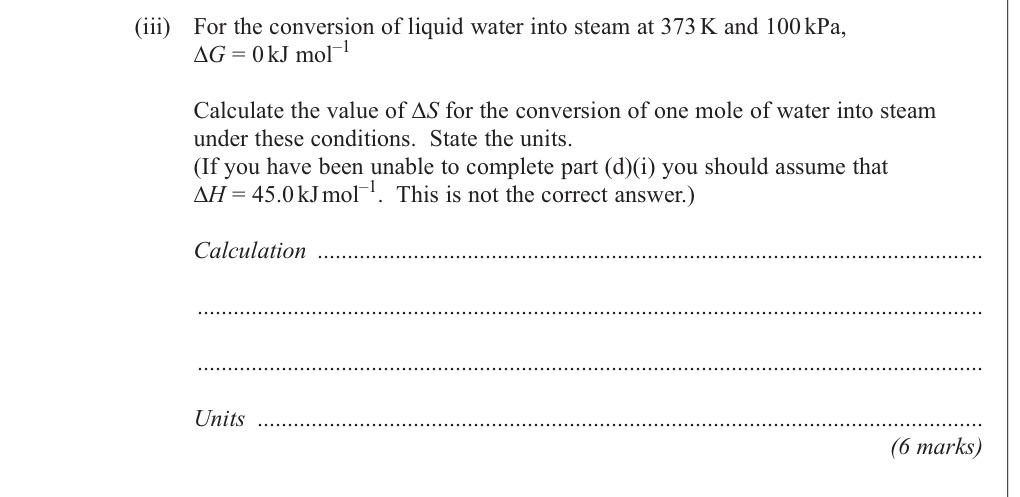 (iii) For the conversion of liquid water into steam at 373 K and 100 kPa,
ΔG = 0 kJ mol⁻¹
Calculate the value of ΔS for the conversion of one mole of water into steam
under these conditions. State the units.
(If you have been unable to complete part (d)(i) you should assume that
ΔH = 45.0 kJ mol⁻¹. This is not the correct answer.)
Calculation ..............................................................................................................
..................................................................................................................................
..................................................................................................................................
Units ........................................................................................................................
(6 marks)